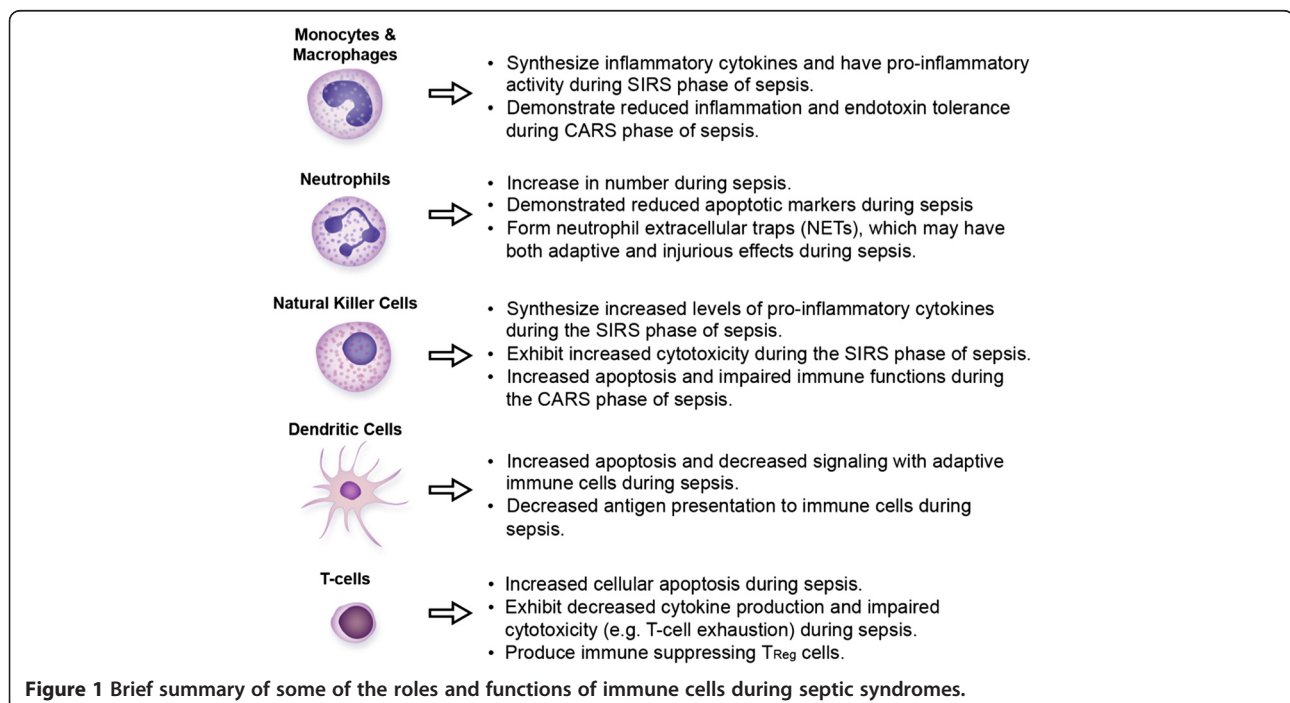 Monocytes &
Macrophages
• Synthesize inflammatory cytokines and have pro-inflammatory
activity during SIRS phase of sepsis.
• Demonstrate reduced inflammation and endotoxin tolerance
during CARS phase of sepsis.
Neutrophils
• Increase in number during sepsis.
• Demonstrated reduced apoptotic markers during sepsis
• Form neutrophil extracellular traps (NETs), which may have
both adaptive and injurious effects during sepsis.
Natural Killer Cells
• Synthesize increased levels of pro-inflammatory cytokines
during the SIRS phase of sepsis.
• Exhibit increased cytotoxicity during the SIRS phase of sepsis.
• Increased apoptosis and impaired immune functions during
the CARS phase of sepsis.
Dendritic Cells
• Increased apoptosis and decreased signaling with adaptive
immune cells during sepsis.
• Decreased antigen presentation to immune cells during
sepsis.
T-cells
• Increased cellular apoptosis during sepsis.
• Exhibit decreased cytokine production and impaired
cytotoxicity (e.g. T-cell exhaustion) during sepsis.
• Produce immune suppressing TReg cells.
Figure 1 Brief summary of some of the roles and functions of immune cells during septic syndromes.